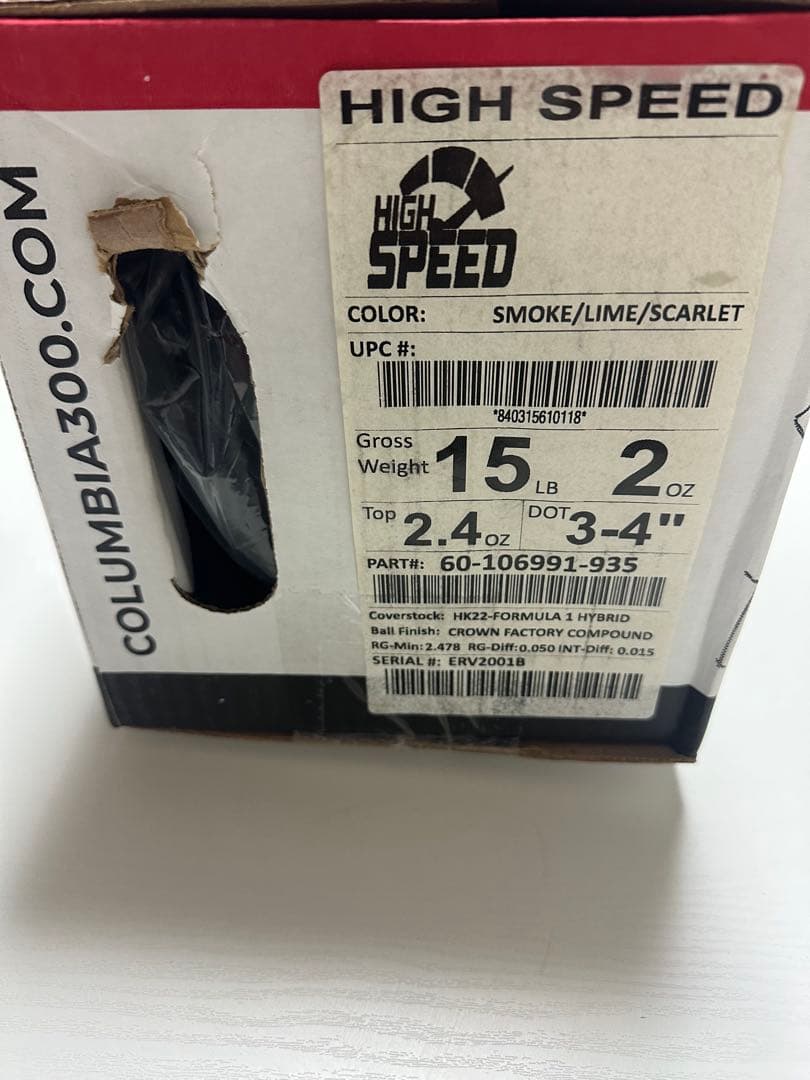 COLUMBIA300.COM
HIGH SPEED
HIGH
SPEED
COLOR: SMOKE/LIME/SCARLET
UPC #:
*840315610118*
Gross
Weight 15 LB 2 OZ
Top 2.4 OZ DOT 3-4"
PART#: 60-106991-935
Coverstock: HK22-FORMULA 1 HYBRID
Ball Finish: CROWN FACTORY COMPOUND
RG-Min: 2.478 RG-Diff: 0.050 INT-Diff: 0.015
SERIAL #: ERV2001B